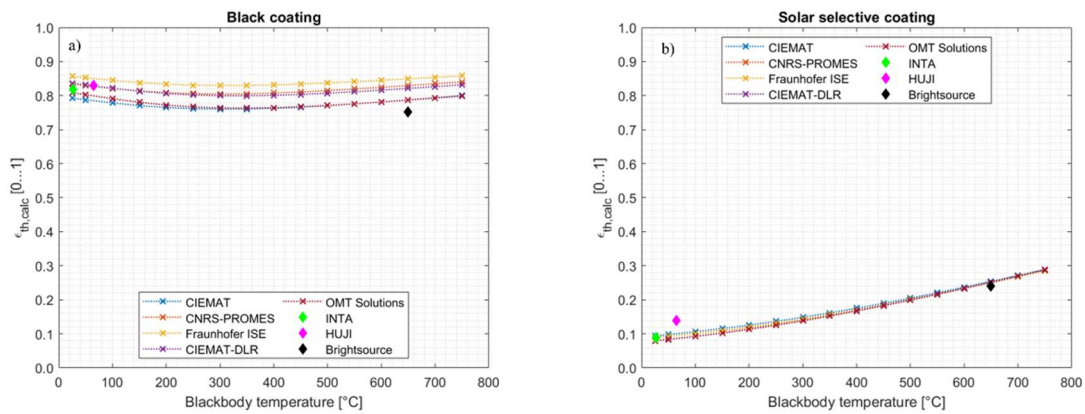 Black coating
a)
1.0
0.9
0.8
0.7
0.6
0.5
0.4
0.3
0.2
0.1
0.0
ϵth,calc [0…1]
CIEMAT
CNRS-PROMES
Fraunhofer ISE
CIEMAT-DLR
OMT Solutions
INTA
HUJI
Brightsource
0 100 200 300 400 500 600 700 800
Blackbody temperature [°C]
Solar selective coating
b)
1.0
0.9
0.8
0.7
0.6
0.5
0.4
0.3
0.2
0.1
0.0
ϵth,calc [0…1]
CIEMAT
CNRS-PROMES
Fraunhofer ISE
CIEMAT-DLR
OMT Solutions
INTA
HUJI
Brightsource
0 100 200 300 400 500 600 700 800
Blackbody temperature [°C]